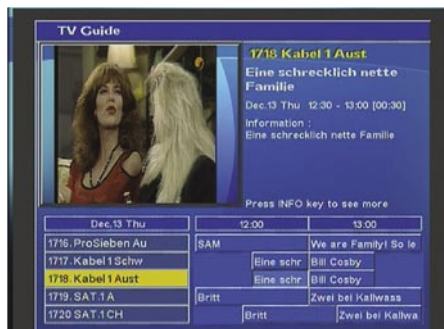 TV Guide
1718 Kabel 1 Aust
Eine schrecklich nette
Familie
Dec.13 Thu 12:30 - 13:00 [00:30]
Information :
Eine schrecklich nette Familie
Press INFO key to see more
Dec,13 Thu 12:00 13:00
1716. ProSieben Au SAM We are Family! So le
1717. Kabel 1 Schw Eine schr Bill Cosby
1718. Kabel 1 Aust Eine schr Bill Cosby
1719. SAT.1 A Britt Zwei bei Kallwass
1720 SAT.1 CH Britt Zwei bei Kallwa